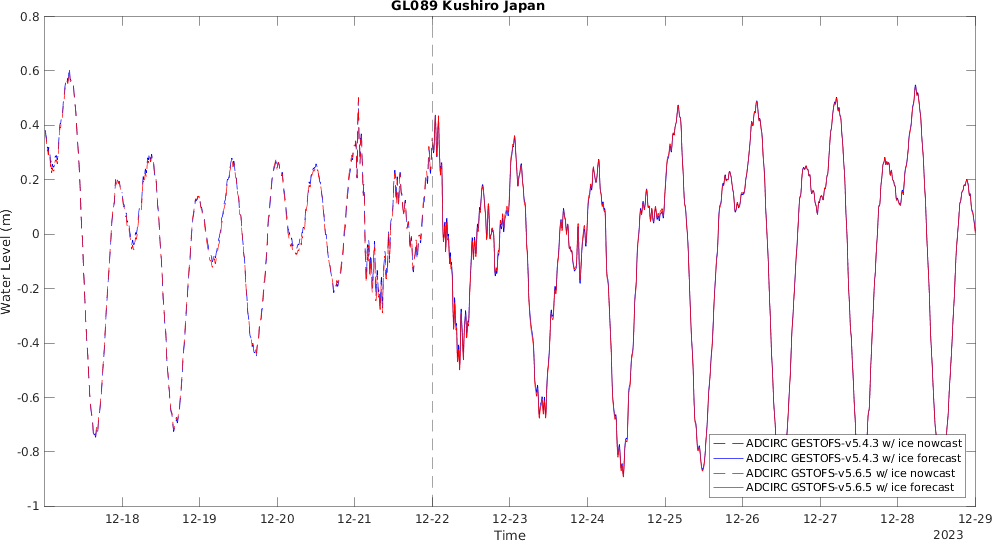 GL089 Kushiro Japan
0.8
0.6
0.4
0.2
0
-0.2
-0.4
-0.6
-0.8
-1
Water Level (m)
ADCIRC GESTOFS-v5.4.3 w/ ice nowcast
ADCIRC GESTOFS-v5.4.3 w/ ice forecast
ADCIRC GSTOFS-v5.6.5 w/ ice nowcast
ADCIRC GSTOFS-v5.6.5 w/ ice forecast
12-18 12-19 12-20 12-21 12-22 12-23 12-24 12-25 12-26 12-27 12-28 12-29
Time
2023